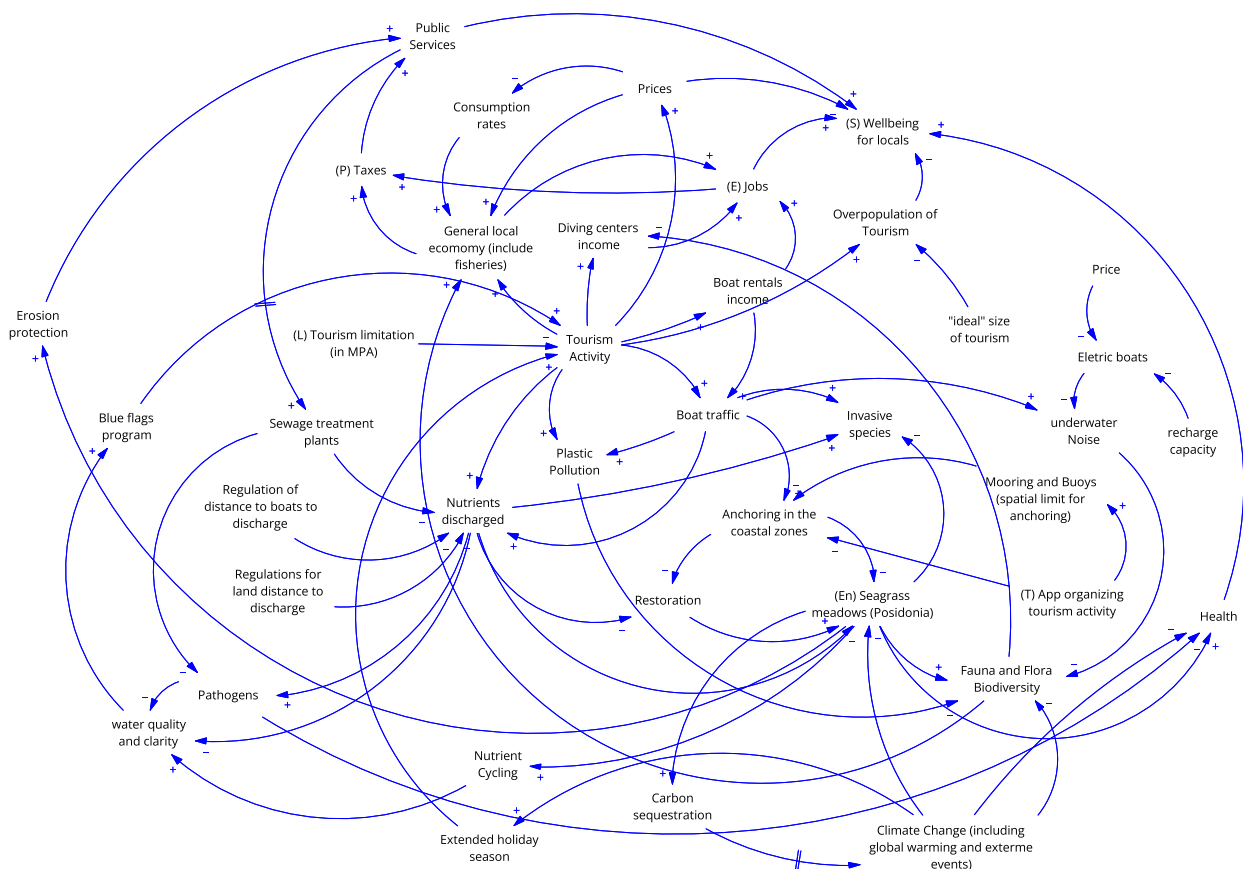 Public
Services
Prices
Consumption
rates
(S) Wellbeing
for locals
(P) Taxes
(E) Jobs
General local
ecomomy (include
fisheries)
Diving centers
income
Overpopulation of
Tourism
Boat rentals
income
Price
Erosion
protection
(L) Tourism limitation
(in MPA)
Tourism
Activity
"ideal" size
of tourism
Eletric boats
Blue flags
program
Sewage treatment
plants
Boat traffic
Invasive
species
underwater
Noise
recharge
capacity
Plastic
Pollution
Regulation of
distance to boats to
discharge
Nutrients
discharged
Anchoring in the
coastal zones
Mooring and Buoys
(spatial limit for
anchoring)
Regulations for
land distance to
discharge
Restoration
(En) Seagrass
meadows (Posidonia)
(T) App organizing
tourism activity
Health
Pathogens
Fauna and Flora
Biodiversity
water quality
and clarity
Nutrient
Cycling
Carbon
sequestration
Extended holiday
season
Climate Change (including
global warming and exterme
events)